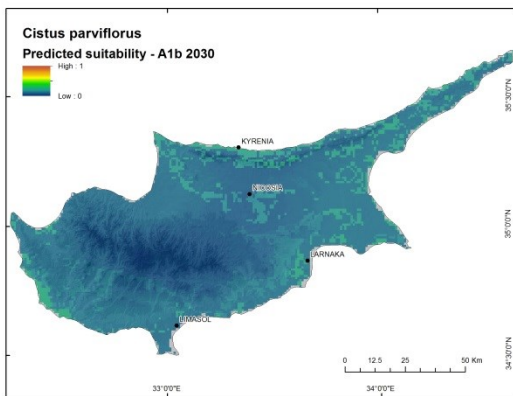 Cistus parviflorus
Predicted suitability - A1b 2030
High : 1
Low : 0
KYRENIA
NICOSIA
LARNAKA
LIMASOL
35°30'0"N
35°0'0"N
34°30'0"N
0 12.5 25 50 Km
33°0'0"E 34°0'0"E